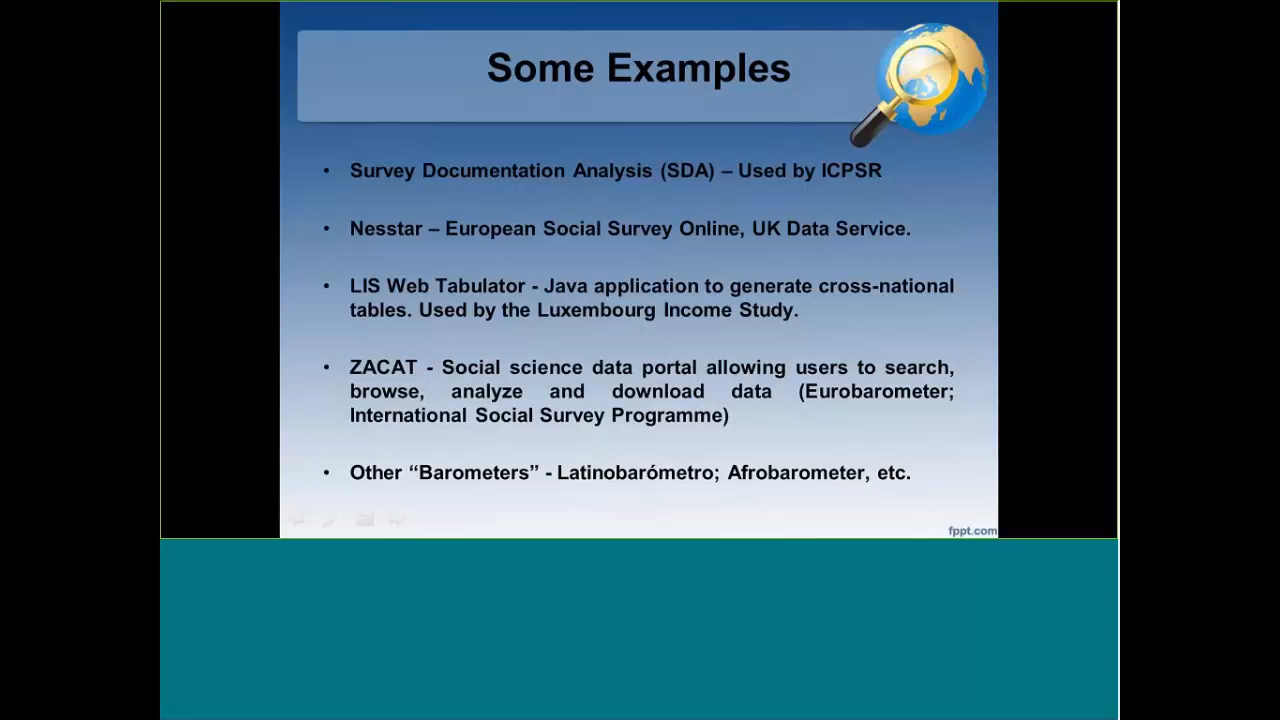 Some Examples
• Survey Documentation Analysis (SDA) – Used by ICPSR
• Nesstar – European Social Survey Online, UK Data Service.
• LIS Web Tabulator - Java application to generate cross-national
tables. Used by the Luxembourg Income Study.
• ZACAT - Social science data portal allowing users to search,
browse, analyze and download data (Eurobarometer;
International Social Survey Programme)
• Other “Barometers” - Latinobarómetro; Afrobarometer, etc.
fppt.com